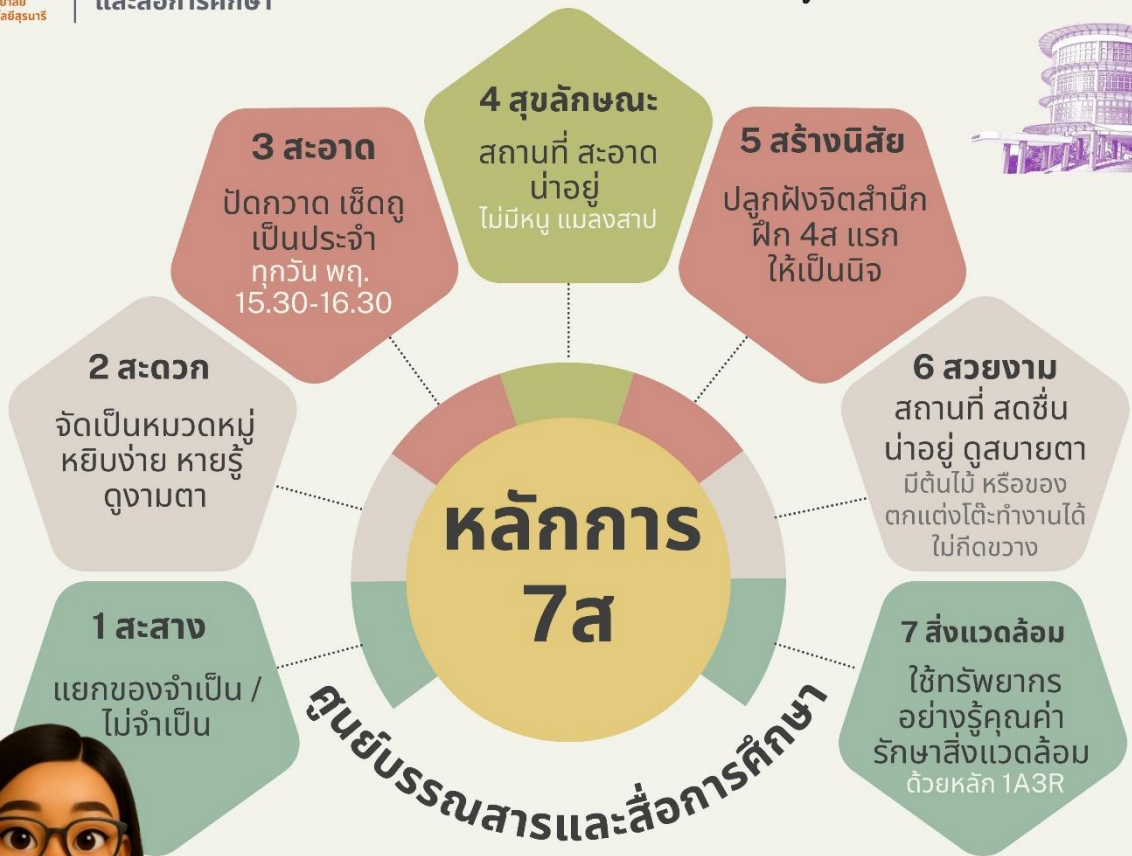 และสื่อการศึกษา
1 สะสาง
แยกของจำเป็น /
ไม่จำเป็น
2 สะดวก
จัดเป็นหมวดหมู่
หยิบง่าย หายรู้
ดูงามตา
3 สะอาด
ปัดกวาด เช็ดถู
เป็นประจำ
ทุกวัน พฤ.
15.30-16.30
4 สุขลักษณะ
สถานที่ สะอาด
น่าอยู่
ไม่มีหนู แมลงสาป
5 สร้างนิสัย
ปลูกฝังจิตสำนึก
ฝึก 4ส แรก
ให้เป็นนิจ
6 สวยงาม
สถานที่ สดชื่น
น่าอยู่ ดูสบายตา
มีต้นไม้ หรือของ
ตกแต่งโต๊ะทำงานได้
ไม่กีดขวาง
7 สิ่งแวดล้อม
ใช้ทรัพยากร
อย่างรู้คุณค่า
รักษาสิ่งแวดล้อม
ด้วยหลัก 1A3R
หลักการ
7ส
ศูนย์บรรณสารและสื่อการศึกษา